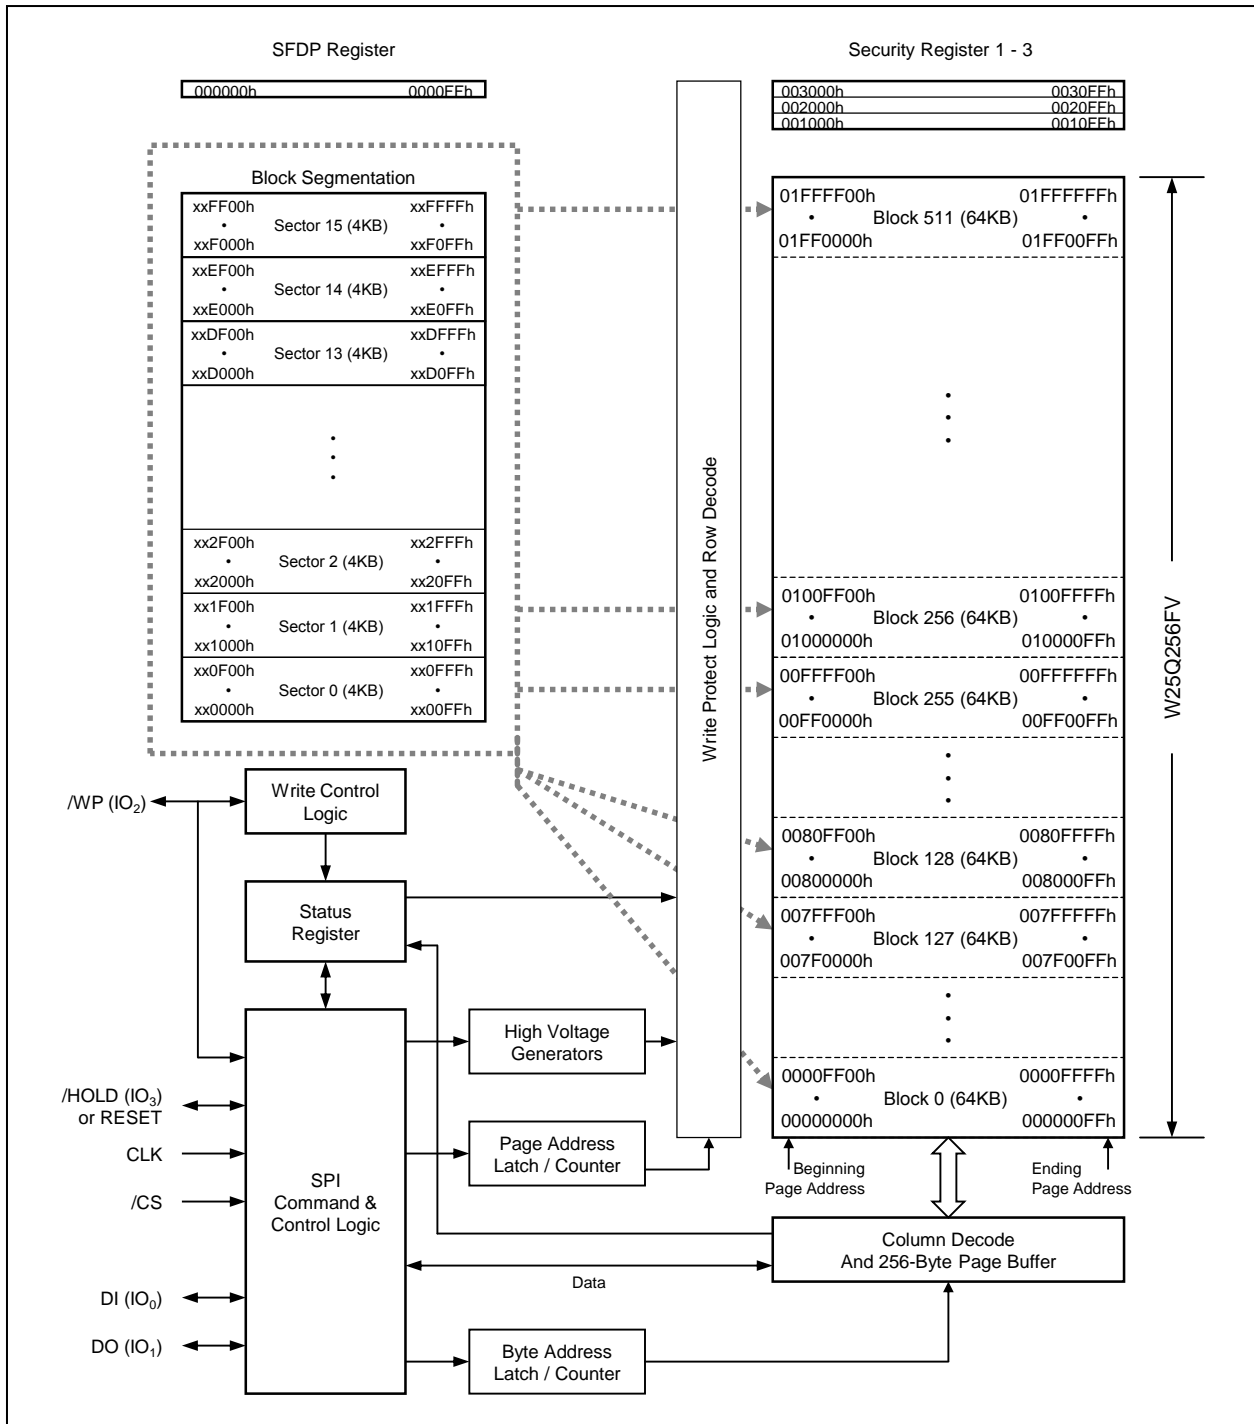 SFDP Register
000000h 0000FFh
Security Register 1 - 3
003000h 0030FFh
002000h 0020FFh
001000h 0010FFh
Block Segmentation
xxFF00h xxFFFFh
• Sector 15 (4KB) •
xxF000h xxF0FFh
xxEF00h xxEFFFh
• Sector 14 (4KB) •
xxE000h xxE0FFh
xxDF00h xxDFFFh
• Sector 13 (4KB) •
xxD000h xxD0FFh
xx2F00h xx2FFFh
• Sector 2 (4KB) •
xx2000h xx20FFh
xx1F00h xx1FFFh
• Sector 1 (4KB) •
xx1000h xx10FFh
xx0F00h xx0FFFh
• Sector 0 (4KB) •
xx0000h xx00FFh
Write Protect Logic and Row Decode
01FFFF00h 01FFFFFFh
• Block 511 (64KB) •
01FF0000h 01FF00FFh
0100FF00h 0100FFFFh
• Block 256 (64KB) •
01000000h 010000FFh
00FFFF00h 00FFFFFFh
• Block 255 (64KB) •
00FF0000h 00FF00FFh
0080FF00h 0080FFFFh
• Block 128 (64KB) •
00800000h 008000FFh
007FFF00h 007FFFFFh
• Block 127 (64KB) •
007F0000h 007F00FFh
0000FF00h 0000FFFFh
• Block 0 (64KB) •
00000000h 000000FFh
W25Q256FV
Beginning
Page Address
Ending
Page Address
/WP (IO2)
Write Control
Logic
Status
Register
High Voltage
Generators
/HOLD (IO3)
or RESET
CLK
/CS
DI (IO0)
DO (IO1)
SPI
Command &
Control Logic
Page Address
Latch / Counter
Column Decode
And 256-Byte Page Buffer
Data
Byte Address
Latch / Counter